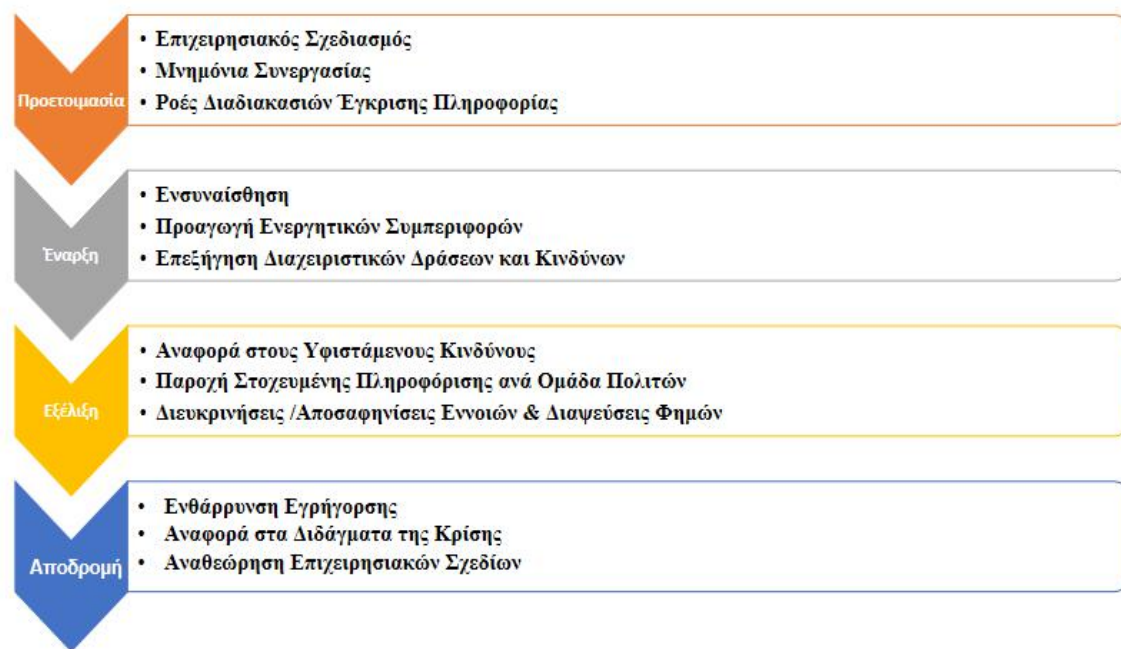 Προετοιμασία
• Επιχειρησιακός Σχεδιασμός
• Μνημόνια Συνεργασίας
• Ροές Διαδιακασιών Έγκρισης Πληροφορίας
Έναρξη
• Ενσυναίσθηση
• Προαγωγή Ενεργητικών Συμπεριφορών
• Επεξήγηση Διαχειριστικών Δράσεων και Κινδύνων
Εξέλιξη
• Αναφορά στους Υφιστάμενους Κινδύνους
• Παροχή Στοχευμένης Πληροφόρισης ανά Ομάδα Πολιτών
• Διευκρινήσεις /Αποσαφηνίσεις Εννοιών & Διαψεύσεις Φημών
Αποδρομή
• Ενθάρρυνση Εγρήγορσης
• Αναφορά στα Διδάγματα της Κρίσης
• Αναθεώρηση Επιχειρησιακών Σχεδίων